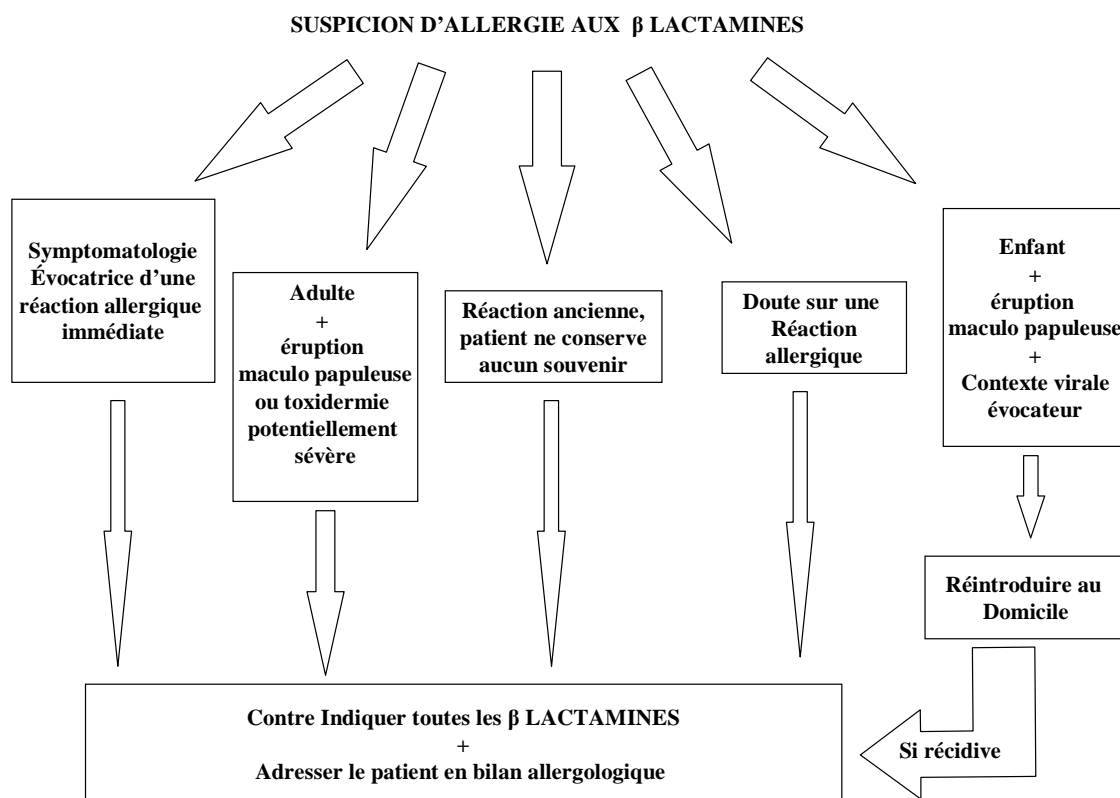 SUSPICION D’ALLERGIE AUX β LACTAMINES
Symptomatologie
Évocatrice d’une
réaction allergique
immédiate
Adulte
+
éruption
maculo papuleuse
ou toxidermie
potentiellement
sévère
Réaction ancienne,
patient ne conserve
aucun souvenir
Doute sur une
Réaction
allergique
Enfant
+
éruption
maculo papuleuse
+
Contexte virale
évocateur
Réintroduire au
Domicile
Si récidive
Contre Indiquer toutes les β LACTAMINES
+
Adresser le patient en bilan allergologique